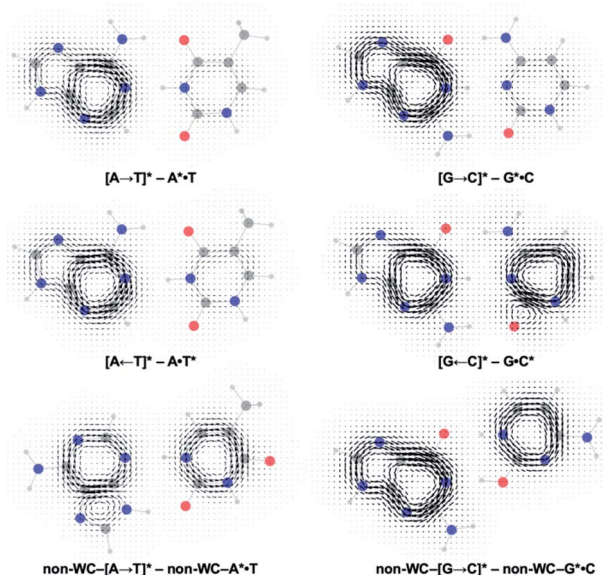 [A→T]* – A*•T
[G→C]* – G*•C
[A←T]* – A•T*
[G←C]* – G•C*
non-WC–[A→T]* – non-WC–A*•T
non-WC–[G→C]* – non-WC–G*•C